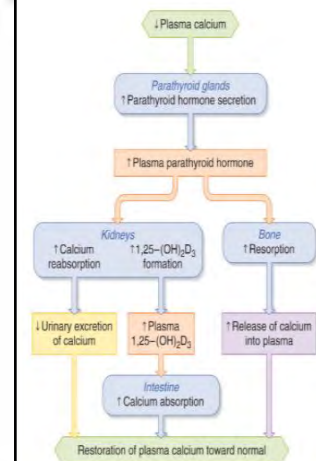 ↓Plasma calcium
Parathyroid glands
↑Parathyroid hormone secretion
↑Plasma parathyroid hormone
Kidneys
↑Calcium
reabsorption
↑1,25–(OH)₂D₃
formation
Bone
↑Resorption
↓Urinary excretion
of calcium
↑Plasma
1,25–(OH)₂D₃
↑Release of calcium
into plasma
Intestine
↑Calcium absorption
Restoration of plasma calcium toward normal